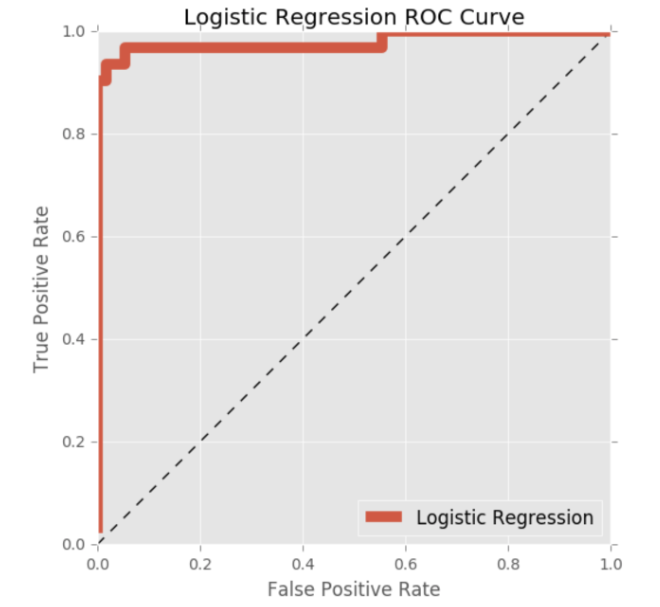 Logistic Regression ROC Curve
1.0
0.8
0.6
0.4
0.2
0.0
True Positive Rate
Logistic Regression
0.0 0.2 0.4 0.6 0.8 1.0
False Positive Rate